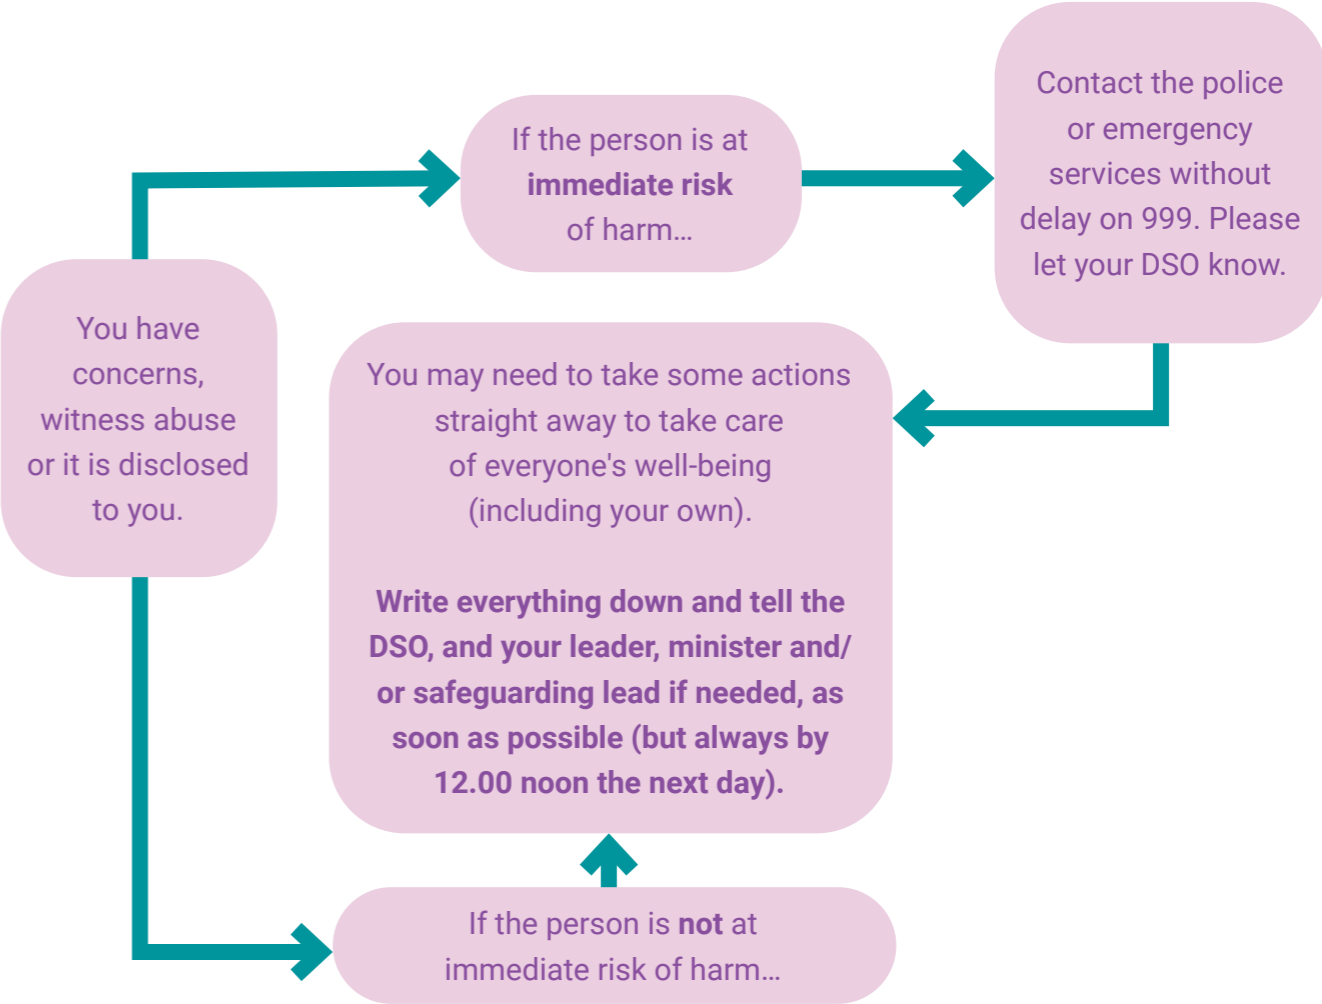 You have
concerns,
witness abuse
or it is disclosed
to you.
If the person is at
immediate risk
of harm...
Contact the police
or emergency
services without
delay on 999. Please
let your DSO know.
You may need to take some actions
straight away to take care
of everyone's well-being
(including your own).
Write everything down and tell the
DSO, and your leader, minister and/
or safeguarding lead if needed, as
soon as possible (but always by
12.00 noon the next day).
If the person is not at
immediate risk of harm...